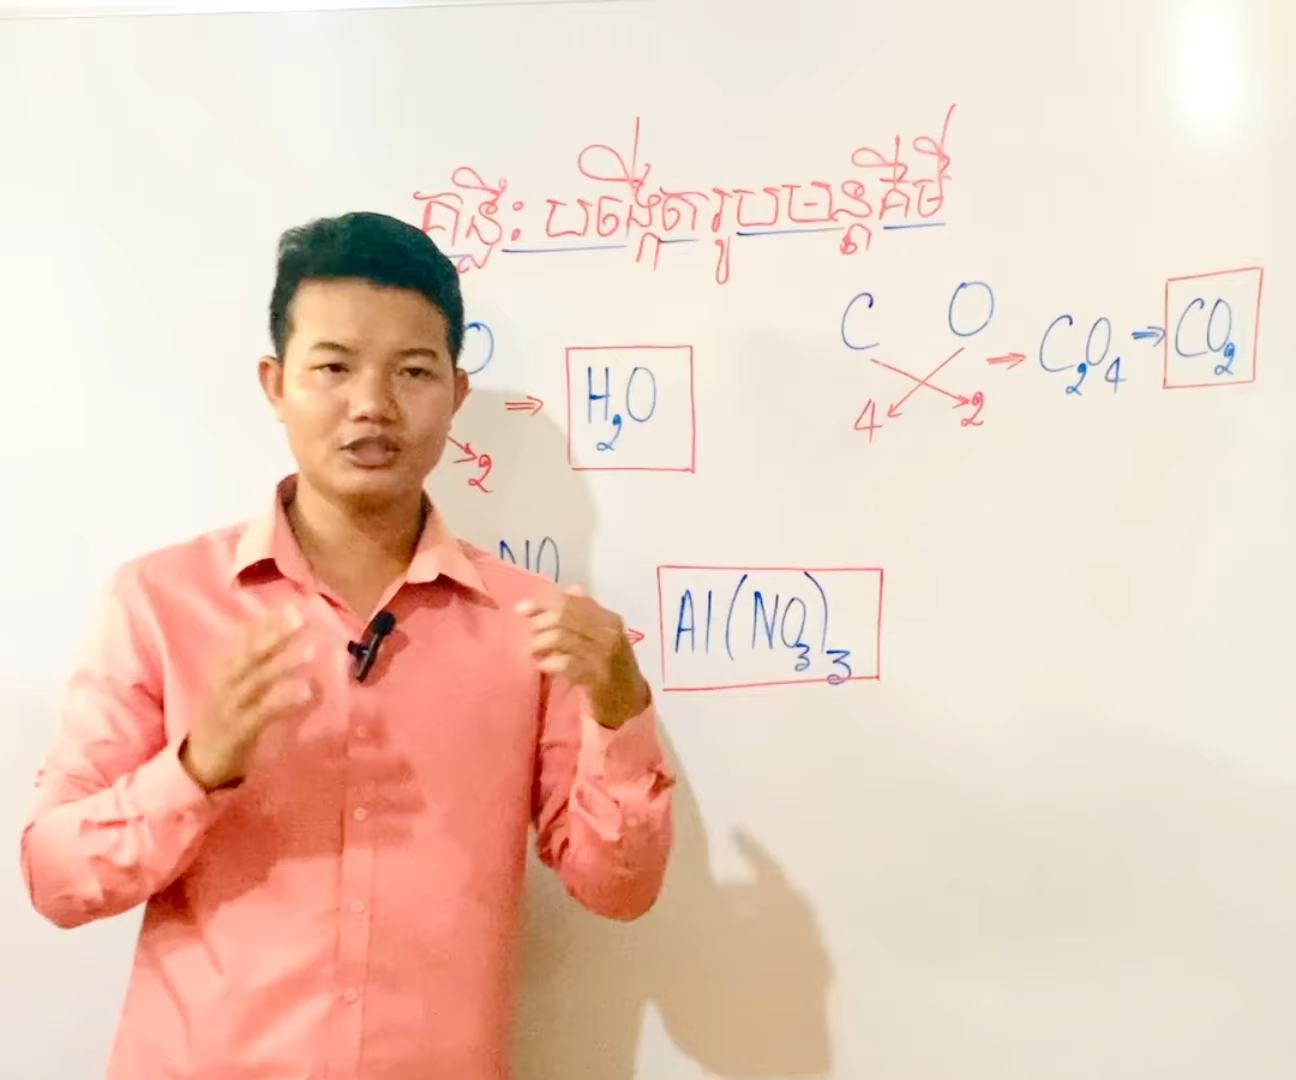 គន្លឹះ បង្កើតរូបមន្តគីមី
O
2
⇒ H₂O
C O
4 2
⇒ C₂O₄ ⇒ CO₂
NO
⇒ Al(NO₃)₃